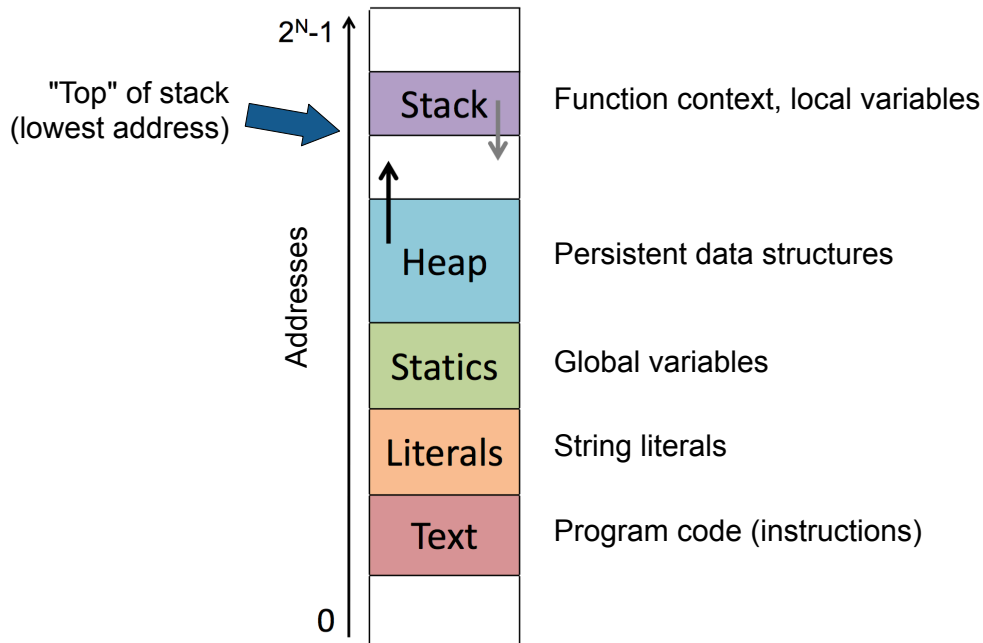 2ᴺ-1
"Top" of stack
(lowest address)
Stack
Function context, local variables
Addresses
Heap
Persistent data structures
Statics
Global variables
Literals
String literals
Text
Program code (instructions)
0